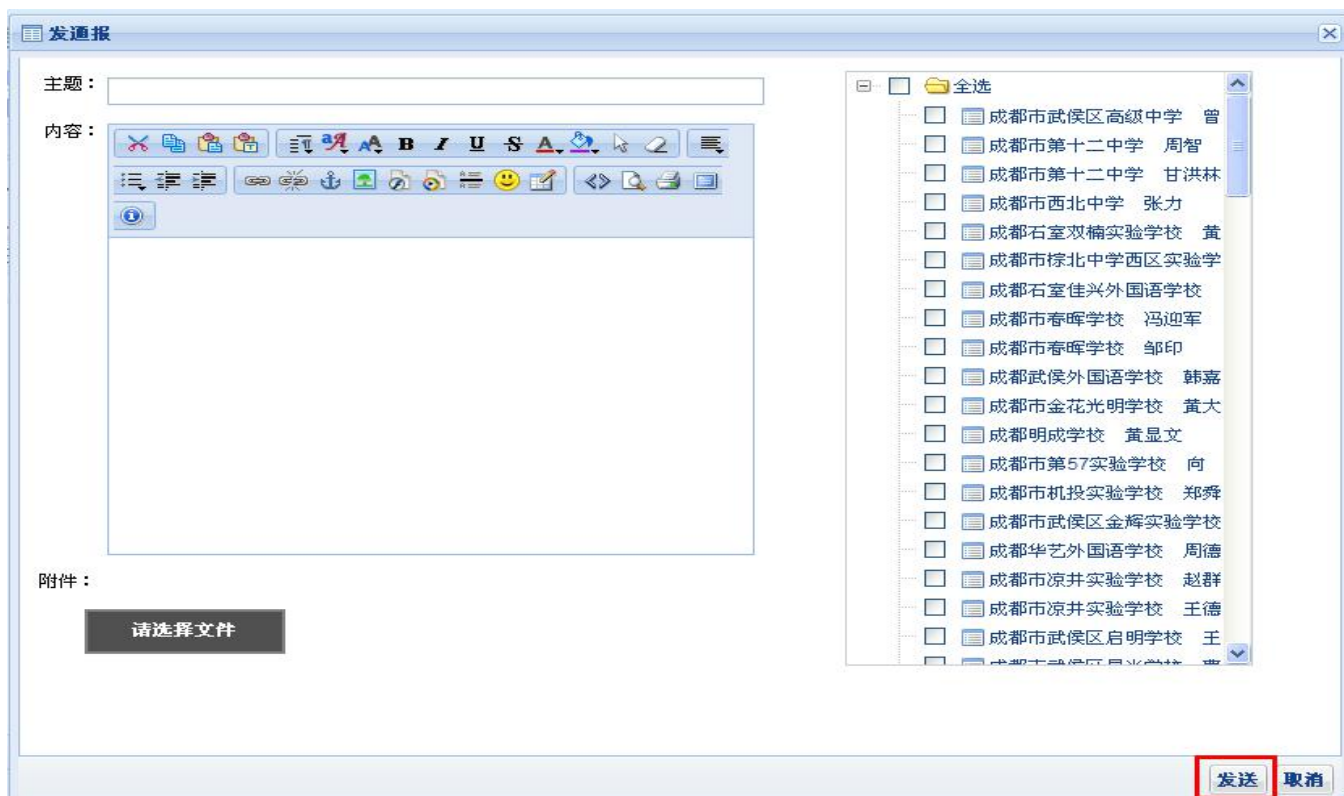 发通报
主题：
内容：
B I U S A
附件：
请选择文件
全选
成都市武侯区高级中学 曾
成都市第十二中学 周智
成都市第十二中学 甘洪林
成都市西北中学 张力
成都石室双楠实验学校 黄
成都市棕北中学西区实验学
成都石室佳兴外国语学校
成都市春晖学校 冯迎军
成都市春晖学校 邹印
成都武侯外国语学校 韩嘉
成都市金花光明学校 黄大
成都明成学校 黄显文
成都市第57实验学校 向
成都市机投实验学校 郑舜
成都市武侯区金辉实验学校
成都华艺外国语学校 周德
成都市凉井实验学校 赵群
成都市凉井实验学校 王德
成都市武侯区启明学校 王
发送 取消